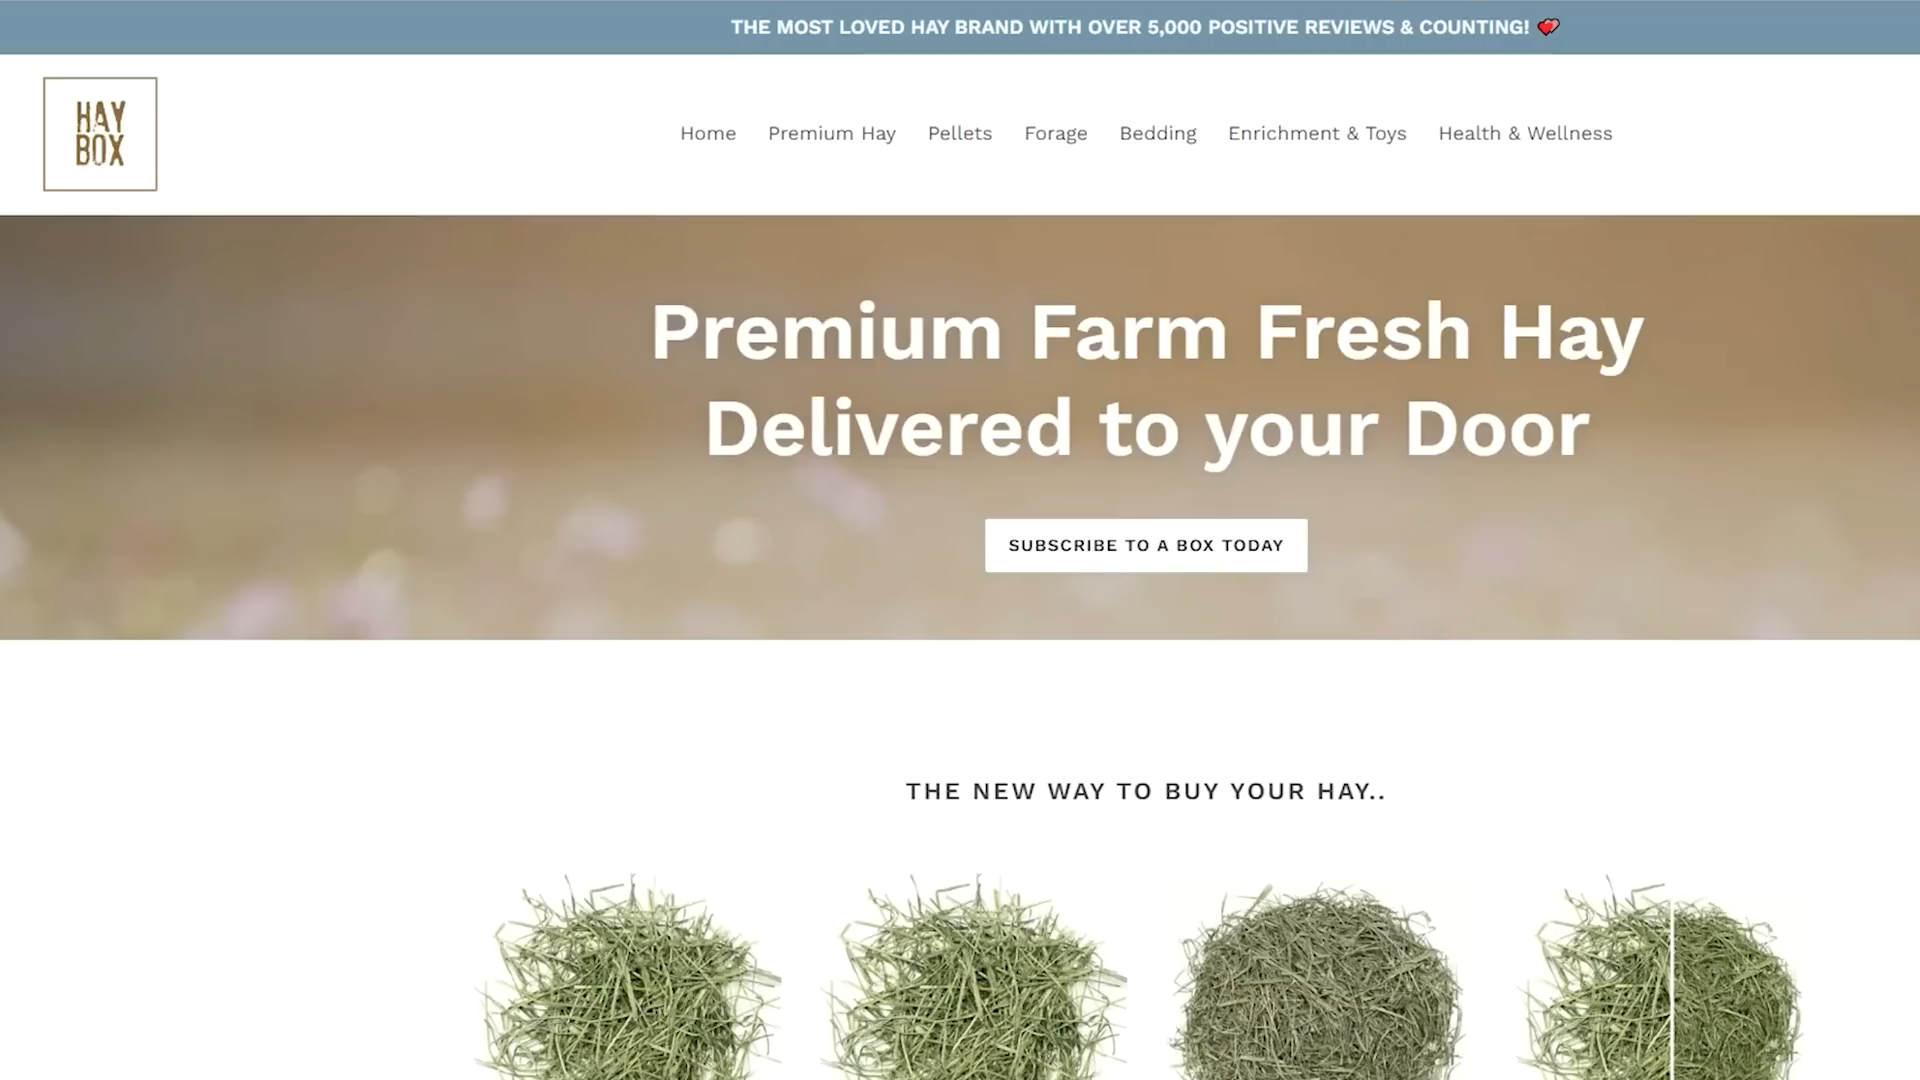 THE MOST LOVED HAY BRAND WITH OVER 5,000 POSITIVE REVIEWS & COUNTING! 💕
HAY
BOX
Home Premium Hay Pellets Forage Bedding Enrichment & Toys Health & Wellness
Premium Farm Fresh Hay
Delivered to your Door
SUBSCRIBE TO A BOX TODAY
THE NEW WAY TO BUY YOUR HAY..